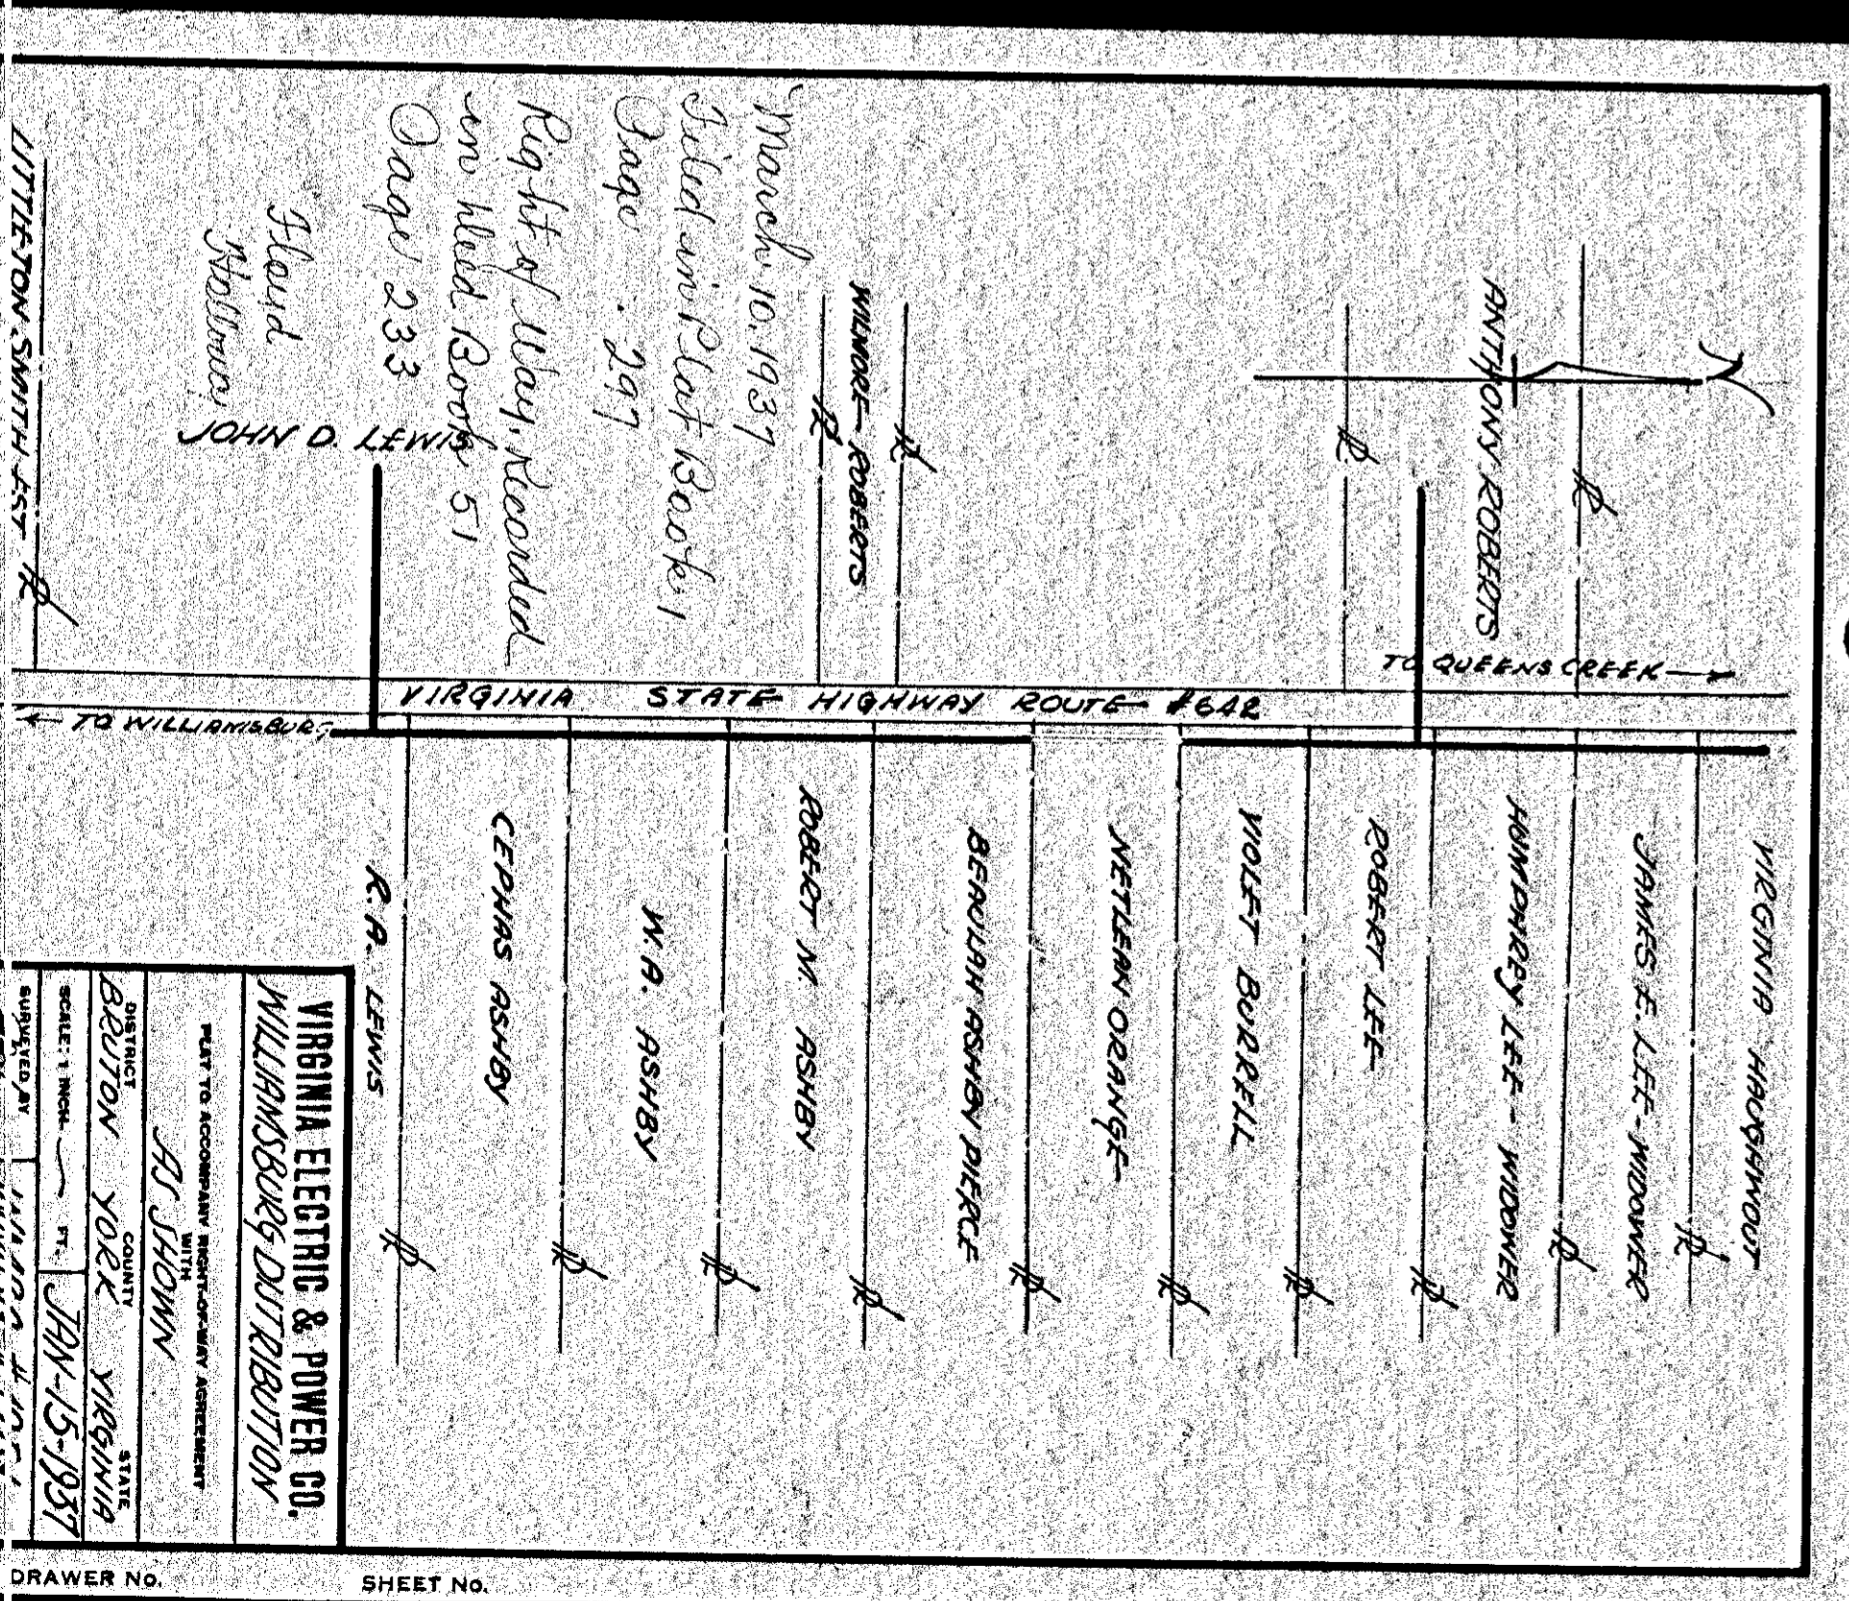 March 10, 1937
Filed in Plat Book 1
Page . 297
Right of Way, Recorded
in Deed Book 51
Page 233
Floyd
Holloway
LITTLETON SMITH EST
JOHN D. LEWIS
WILMORE ROBERTS
ANTHONY ROBERTS
TO QUEENS CREEK
VIRGINIA STATE HIGHWAY ROUTE #642
TO WILLIAMSBURG
R.A. LEWIS
CEPHAS ASHBY
W.A. ASHBY
ROBERT M. ASHBY
BEAULAH ASHBY PIERCE
NETLEAN ORANGE
VIOLET BURRELL
ROBERT LEE
HUMPHREY LEE - WIDOWER
JAMES E. LEE - WIDOWER
VIRGINIA HAUGHWOUT
VIRGINIA ELECTRIC & POWER CO.
WILLIAMSBURG DISTRIBUTION
PLAT TO ACCOMPANY RIGHT-OF-WAY AGREEMENT
WITH
AS SHOWN
DISTRICT COUNTY STATE
BRUTON YORK VIRGINIA
SCALE: 1 INCH FT. JAN-15-1937
SURVEYED BY
DRAWER NO. SHEET NO.